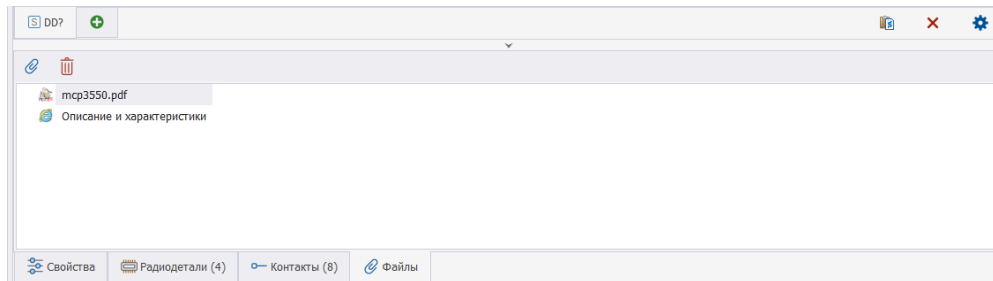 S DD?
mcp3550.pdf
Описание и характеристики
Свойства Радиодетали (4) Контакты (8) Файлы